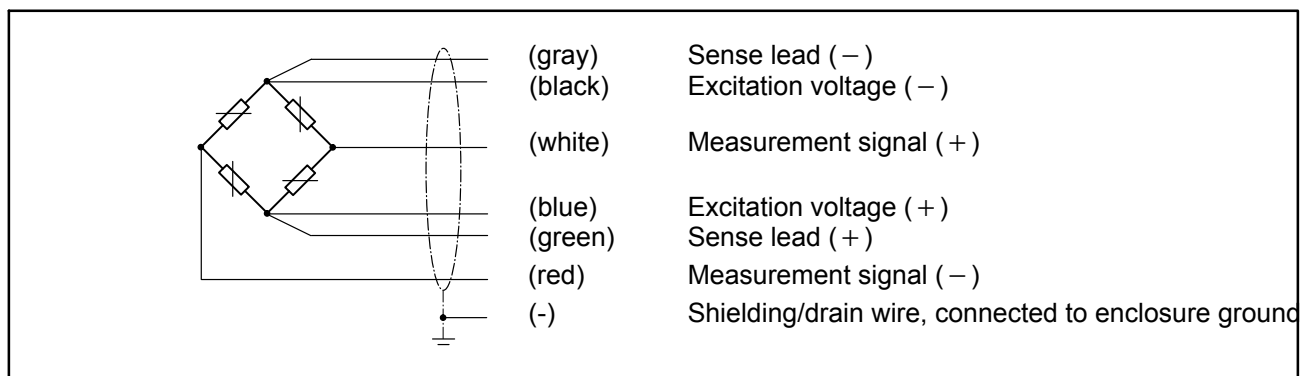 (gray) Sense lead (−)
(black) Excitation voltage (−)
(white) Measurement signal (+)
(blue) Excitation voltage (+)
(green) Sense lead (+)
(red) Measurement signal (−)
(-) Shielding/drain wire, connected to enclosure ground